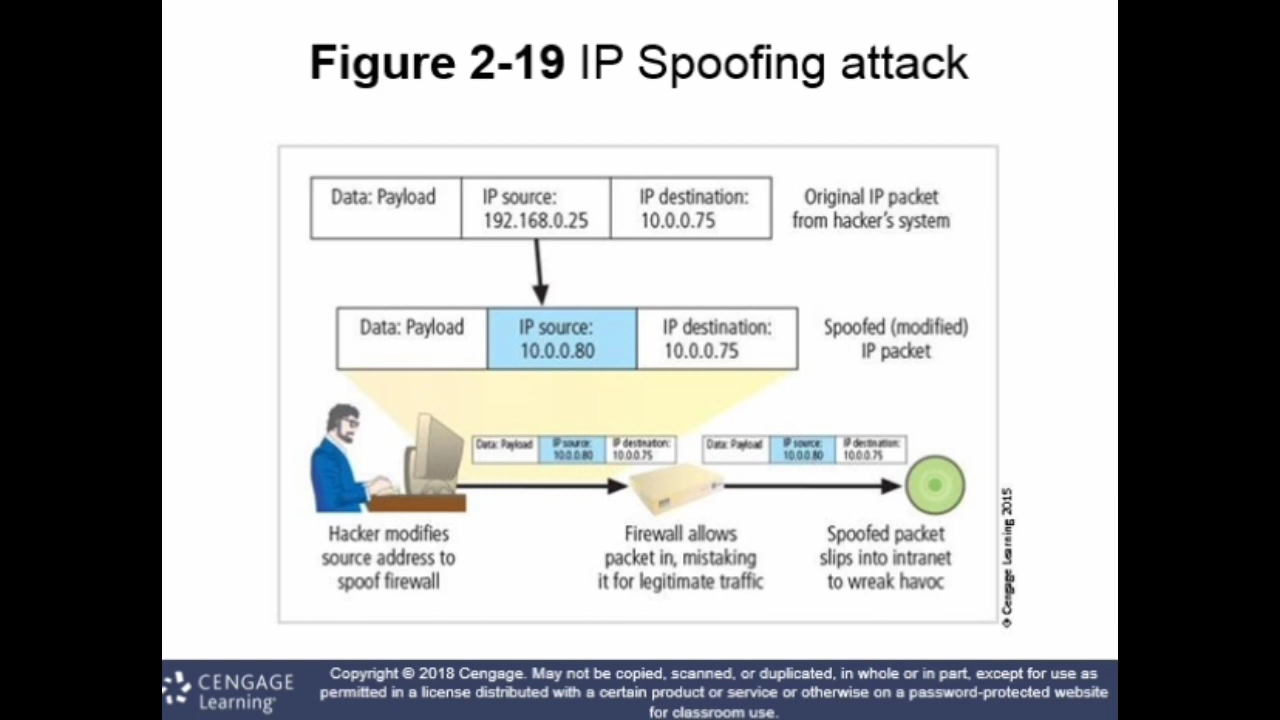 Figure 2-19 IP Spoofing attack
Data: Payload
IP source:
192.168.0.25
IP destination:
10.0.0.75
Original IP packet
from hacker's system
Data: Payload
IP source:
10.0.0.80
IP destination:
10.0.0.75
Spoofed (modified)
IP packet
Data: Payload
IP source:
10.0.0.80
IP destination:
10.0.0.75
Data: Payload
IP source:
10.0.0.80
IP destination:
10.0.0.75
Hacker modifies
source address to
spoof firewall
Firewall allows
packet in, mistaking
it for legitimate traffic
Spoofed packet
slips into intranet
to wreak havoc
© Cengage Learning 2015
CENGAGE
Learning·
Copyright © 2018 Cengage. May not be copied, scanned, or duplicated, in whole or in part, except for use as
permitted in a license distributed with a certain product or service or otherwise on a password-protected website
for classroom use.